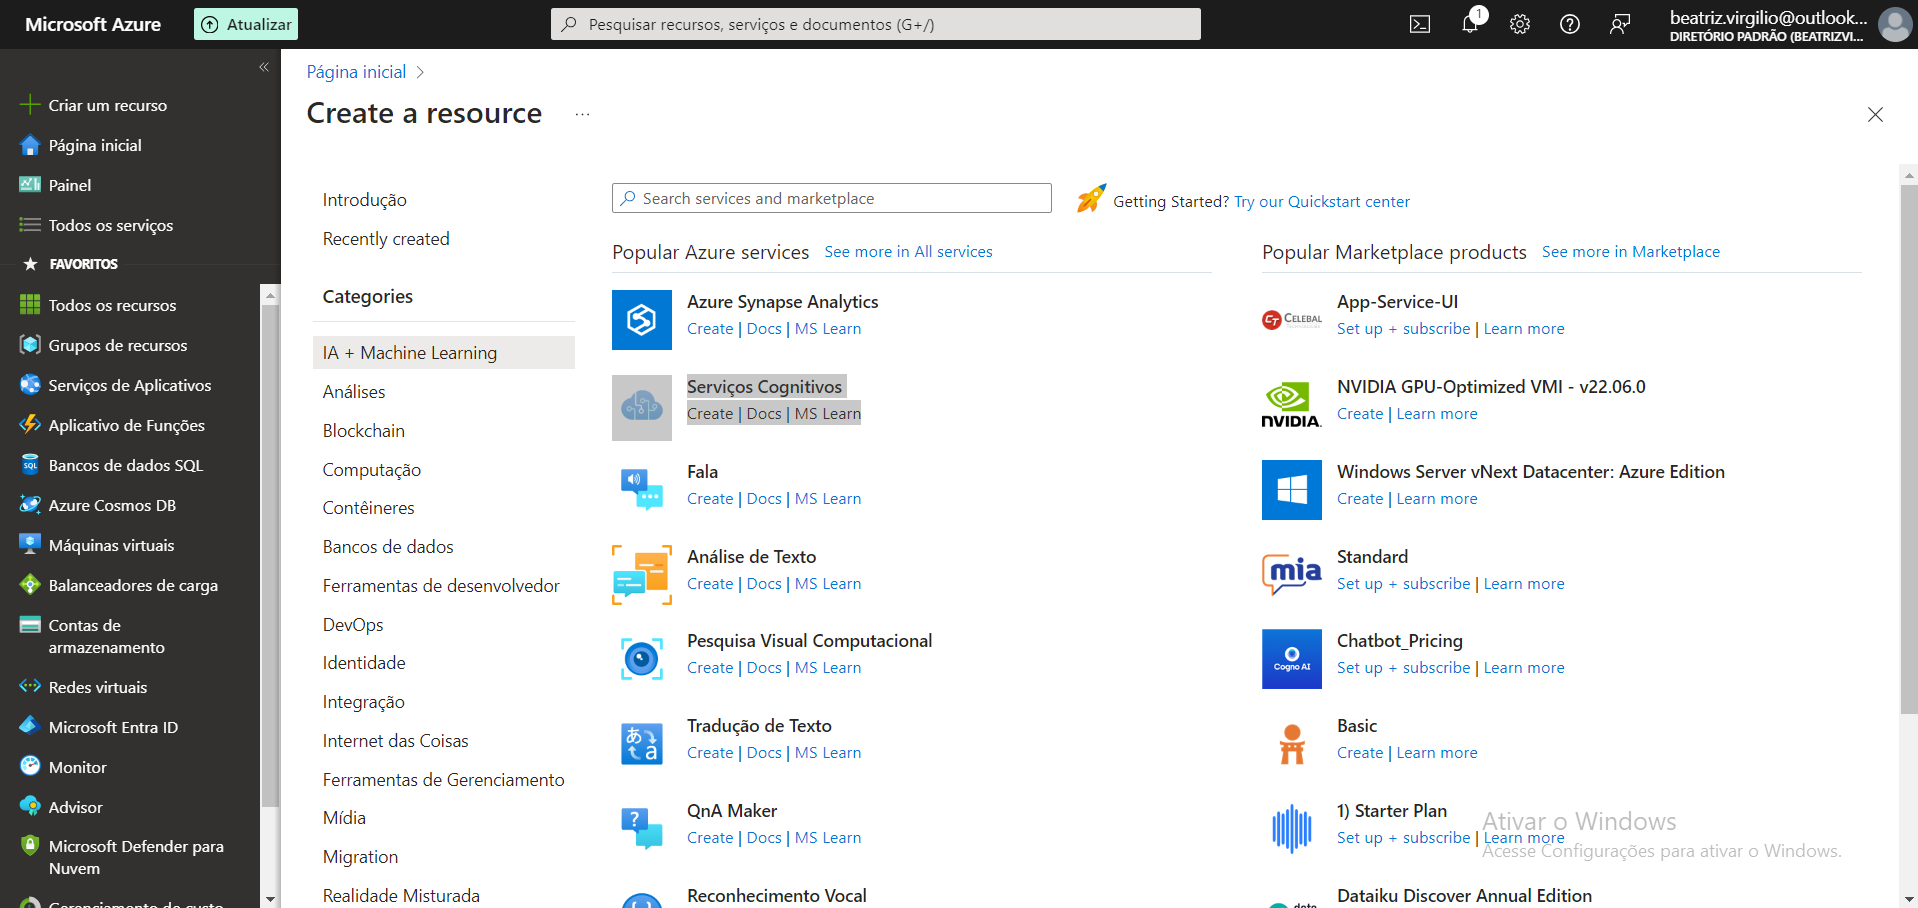 Microsoft Azure
Atualizar
Pesquisar recursos, serviços e documentos (G+/)
1
beatriz.virgilio@outlook...
DIRETÓRIO PADRÃO (BEATRIZVI...
Criar um recurso
Página inicial
Painel
Todos os serviços
FAVORITOS
Todos os recursos
Grupos de recursos
Serviços de Aplicativos
Aplicativo de Funções
Bancos de dados SQL
Azure Cosmos DB
Máquinas virtuais
Balanceadores de carga
Contas de
armazenamento
Redes virtuais
Microsoft Entra ID
Monitor
Advisor
Microsoft Defender para
Nuvem
Gerenciamento de custo
Página inicial
Create a resource
...
Introdução
Recently created
Categories
IA + Machine Learning
Análises
Blockchain
Computação
Contêineres
Bancos de dados
Ferramentas de desenvolvedor
DevOps
Identidade
Integração
Internet das Coisas
Ferramentas de Gerenciamento
Mídia
Migration
Realidade Misturada
Search services and marketplace
Getting Started? Try our Quickstart center
Popular Azure services See more in All services
Azure Synapse Analytics
Create | Docs | MS Learn
Serviços Cognitivos
Create | Docs | MS Learn
Fala
Create | Docs | MS Learn
Análise de Texto
Create | Docs | MS Learn
Pesquisa Visual Computacional
Create | Docs | MS Learn
Tradução de Texto
Create | Docs | MS Learn
QnA Maker
Create | Docs | MS Learn
Reconhecimento Vocal
Popular Marketplace products See more in Marketplace
CT CELEBAL
App-Service-UI
Set up + subscribe | Learn more
NVIDIA.
NVIDIA GPU-Optimized VMI - v22.06.0
Create | Learn more
Windows Server vNext Datacenter: Azure Edition
Create | Learn more
mia
Standard
Set up + subscribe | Learn more
Cogno AI
Chatbot_Pricing
Set up + subscribe | Learn more
Basic
Create | Learn more
1) Starter Plan
Set up + subscribe | Learn more
Dataiku Discover Annual Edition
Ativar o Windows
Acesse Configurações para ativar o Windows.